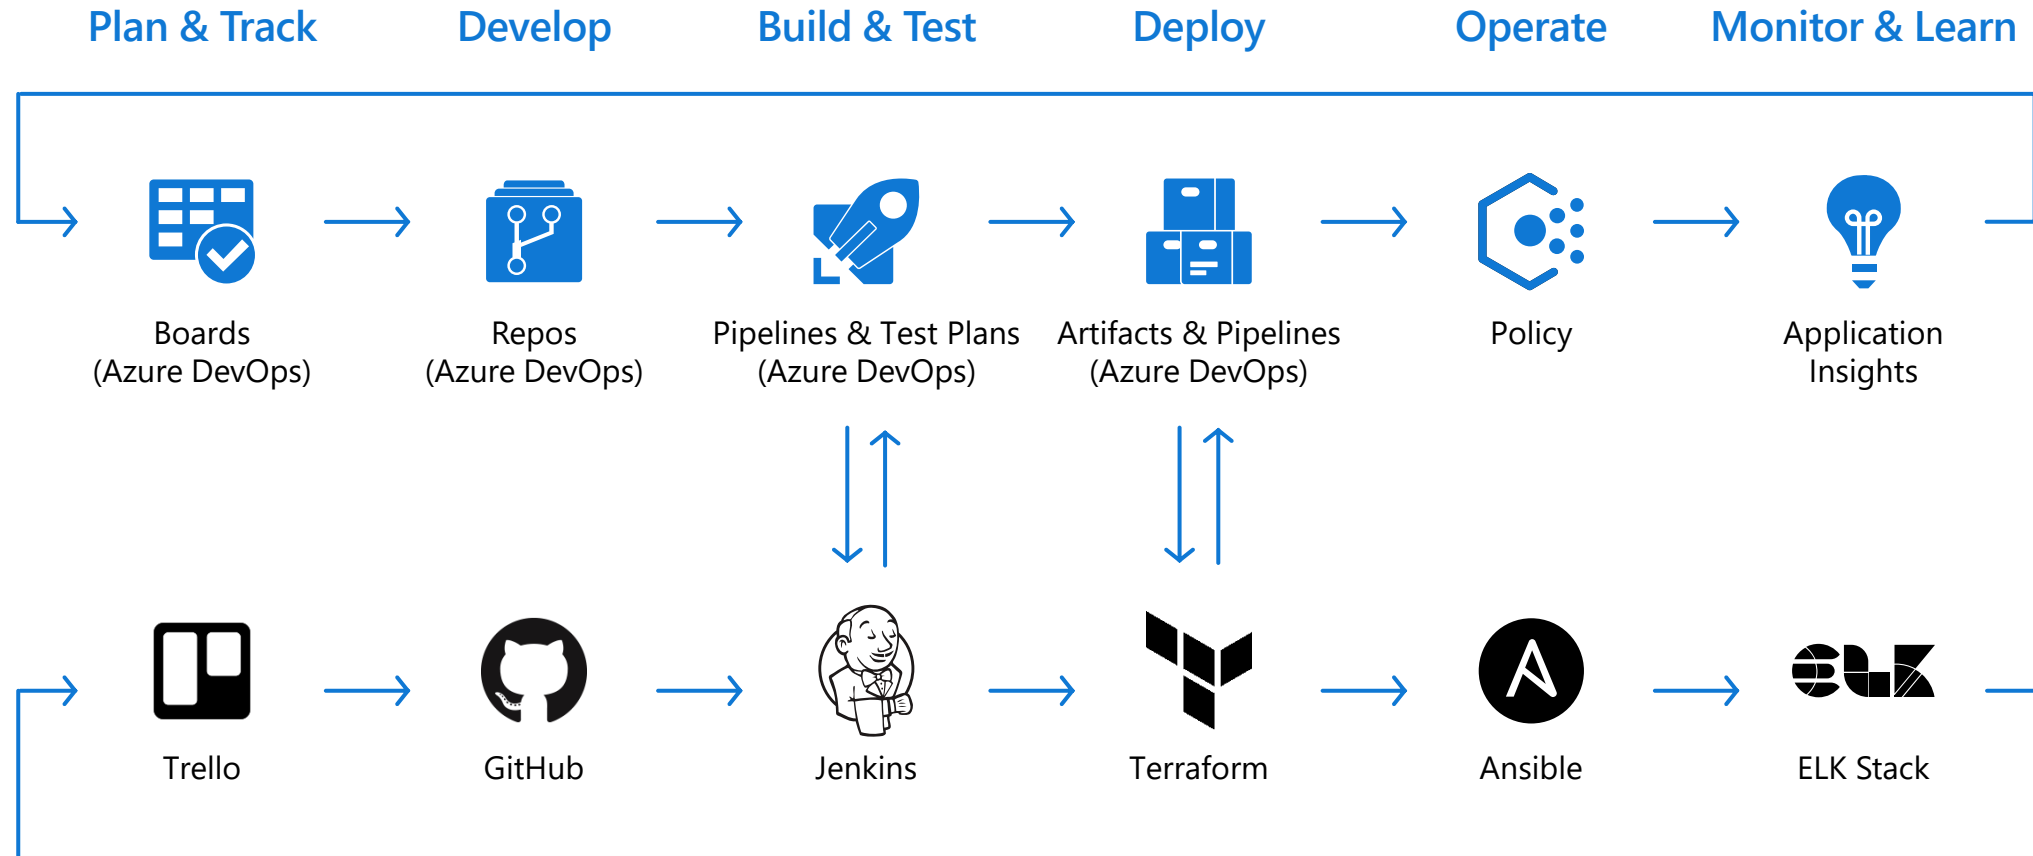 Plan & Track
Develop
Build & Test
Deploy
Operate
Monitor & Learn
Boards
(Azure DevOps)
Repos
(Azure DevOps)
Pipelines & Test Plans
(Azure DevOps)
Artifacts & Pipelines
(Azure DevOps)
Policy
Application
Insights
ELK
Trello
GitHub
Jenkins
Terraform
Ansible
ELK Stack